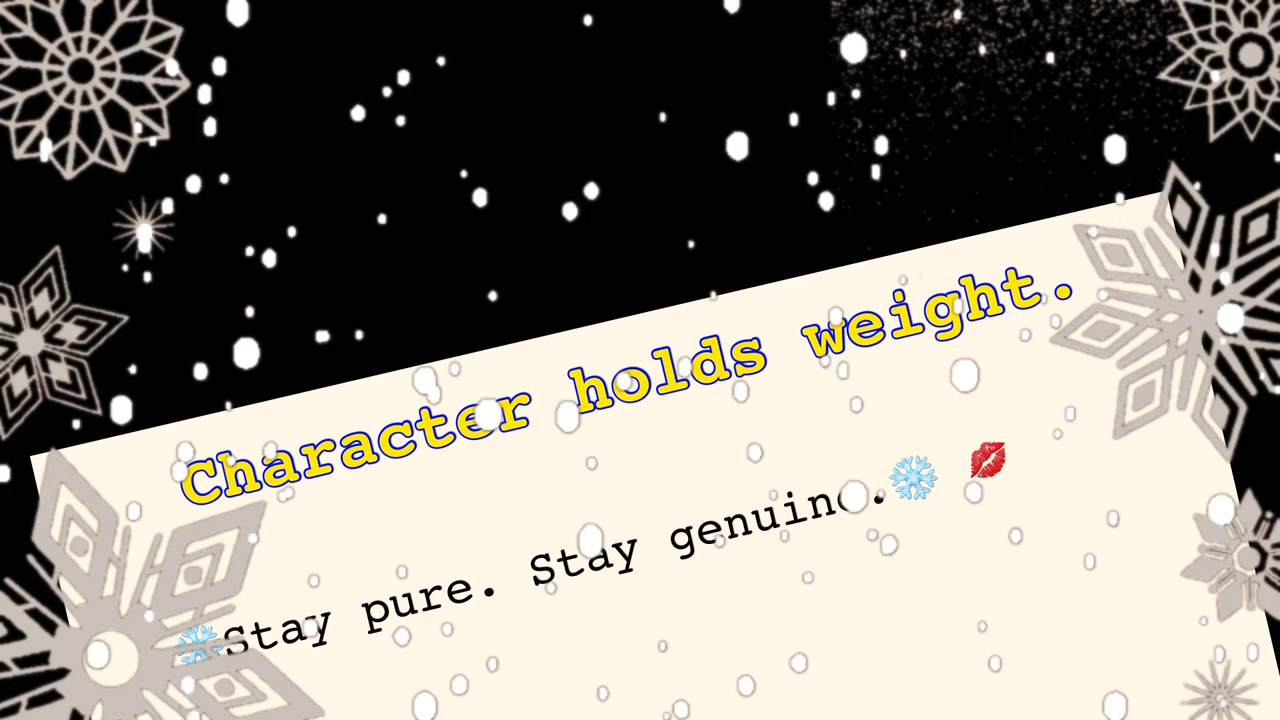 Character holds weight.
❄️Stay pure. Stay genuine.❄️ 💋